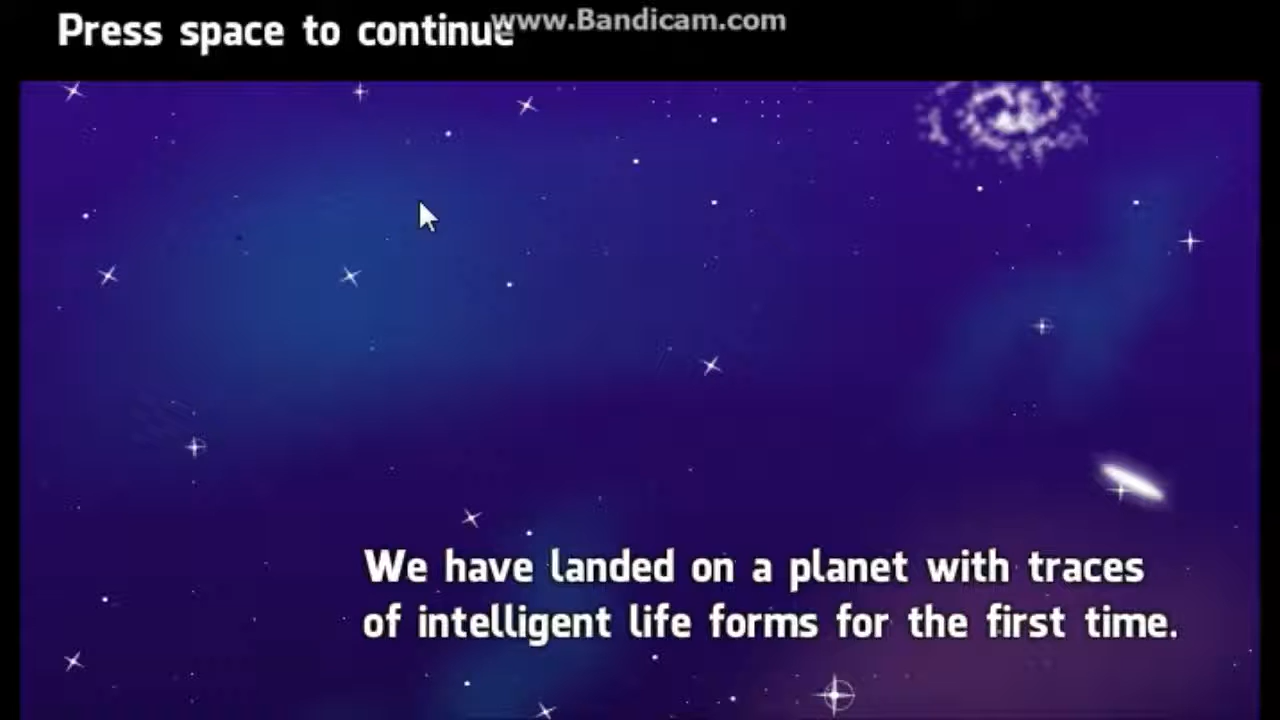 Press space to continue
www.Bandicam.com
We have landed on a planet with traces
of intelligent life forms for the first time.